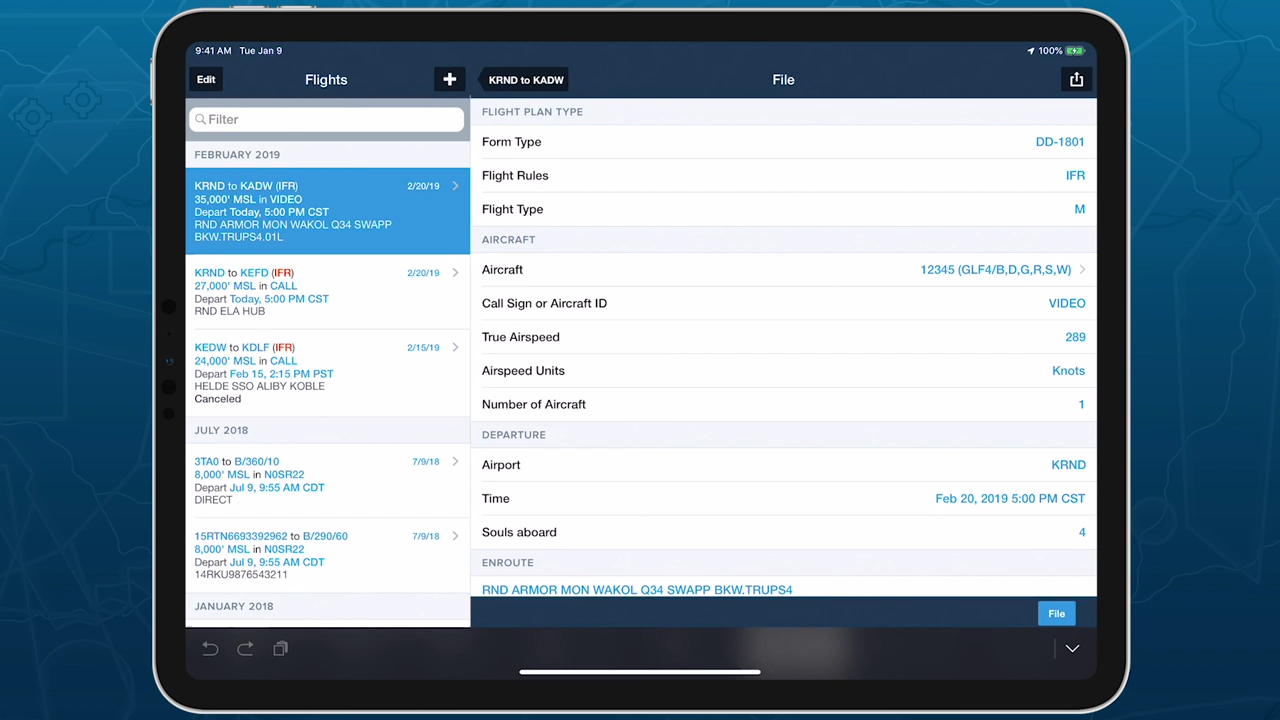 9:41 AM Tue Jan 9
100%
Edit
Flights
KRND to KADW
File
Filter
FEBRUARY 2019
KRND to KADW (IFR) 2/20/19
35,000' MSL in VIDEO
Depart Today, 5:00 PM CST
RND ARMOR MON WAKOL Q34 SWAPP
BKW.TRUPS4.01L
KRND to KEFD (IFR) 2/20/19
27,000' MSL in CALL
Depart Today, 5:00 PM CST
RND ELA HUB
KEDW to KDLF (IFR) 2/15/19
24,000' MSL in CALL
Depart Feb 15, 2:15 PM PST
HELDE SSO ALIBY KOBLE
Canceled
JULY 2018
3TA0 to B/360/10 7/9/18
8,000' MSL in N0SR22
Depart Jul 9, 9:55 AM CDT
DIRECT
15RTN6693392962 to B/290/60 7/9/18
8,000' MSL in N0SR22
Depart Jul 9, 9:55 AM CDT
14RKU9876543211
JANUARY 2018
FLIGHT PLAN TYPE
Form Type DD-1801
Flight Rules IFR
Flight Type M
AIRCRAFT
Aircraft 12345 (GLF4/B,D,G,R,S,W)
Call Sign or Aircraft ID VIDEO
True Airspeed 289
Airspeed Units Knots
Number of Aircraft 1
DEPARTURE
Airport KRND
Time Feb 20, 2019 5:00 PM CST
Souls aboard 4
ENROUTE
RND ARMOR MON WAKOL Q34 SWAPP BKW.TRUPS4
File